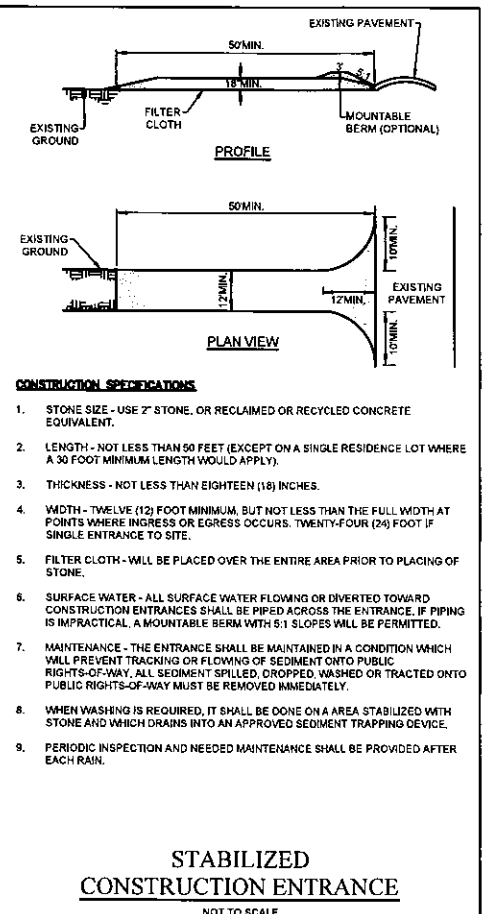 EXISTING PAVEMENT
50'MIN.
3'
5:1
18"MIN.
FILTER
CLOTH
MOUNTABLE
BERM (OPTIONAL)
EXISTING
GROUND
PROFILE
50'MIN.
EXISTING
GROUND
10'MIN.
12'MIN.
12'MIN.
EXISTING
PAVEMENT
10'MIN.
PLAN VIEW
CONSTRUCTION SPECIFICATIONS
1. STONE SIZE - USE 2" STONE, OR RECLAIMED OR RECYCLED CONCRETE
EQUIVALENT.
2. LENGTH - NOT LESS THAN 50 FEET (EXCEPT ON A SINGLE RESIDENCE LOT WHERE
A 30 FOOT MINIMUM LENGTH WOULD APPLY).
3. THICKNESS - NOT LESS THAN EIGHTEEN (18) INCHES.
4. WIDTH - TWELVE (12) FOOT MINIMUM, BUT NOT LESS THAN THE FULL WIDTH AT
POINTS WHERE INGRESS OR EGRESS OCCURS. TWENTY-FOUR (24) FOOT IF
SINGLE ENTRANCE TO SITE.
5. FILTER CLOTH - WILL BE PLACED OVER THE ENTIRE AREA PRIOR TO PLACING OF
STONE.
6. SURFACE WATER - ALL SURFACE WATER FLOWING OR DIVERTED TOWARD
CONSTRUCTION ENTRANCES SHALL BE PIPED ACROSS THE ENTRANCE. IF PIPING
IS IMPRACTICAL, A MOUNTABLE BERM WITH 5:1 SLOPES WILL BE PERMITTED.
7. MAINTENANCE - THE ENTRANCE SHALL BE MAINTAINED IN A CONDITION WHICH
WILL PREVENT TRACKING OR FLOWING OF SEDIMENT ONTO PUBLIC
RIGHTS-OF-WAY. ALL SEDIMENT SPILLED, DROPPED, WASHED OR TRACTED ONTO
PUBLIC RIGHTS-OF-WAY MUST BE REMOVED IMMEDIATELY.
8. WHEN WASHING IS REQUIRED, IT SHALL BE DONE ON A AREA STABILIZED WITH
STONE AND WHICH DRAINS INTO AN APPROVED SEDIMENT TRAPPING DEVICE.
9. PERIODIC INSPECTION AND NEEDED MAINTENANCE SHALL BE PROVIDED AFTER
EACH RAIN.
STABILIZED
CONSTRUCTION ENTRANCE
NOT TO SCALE